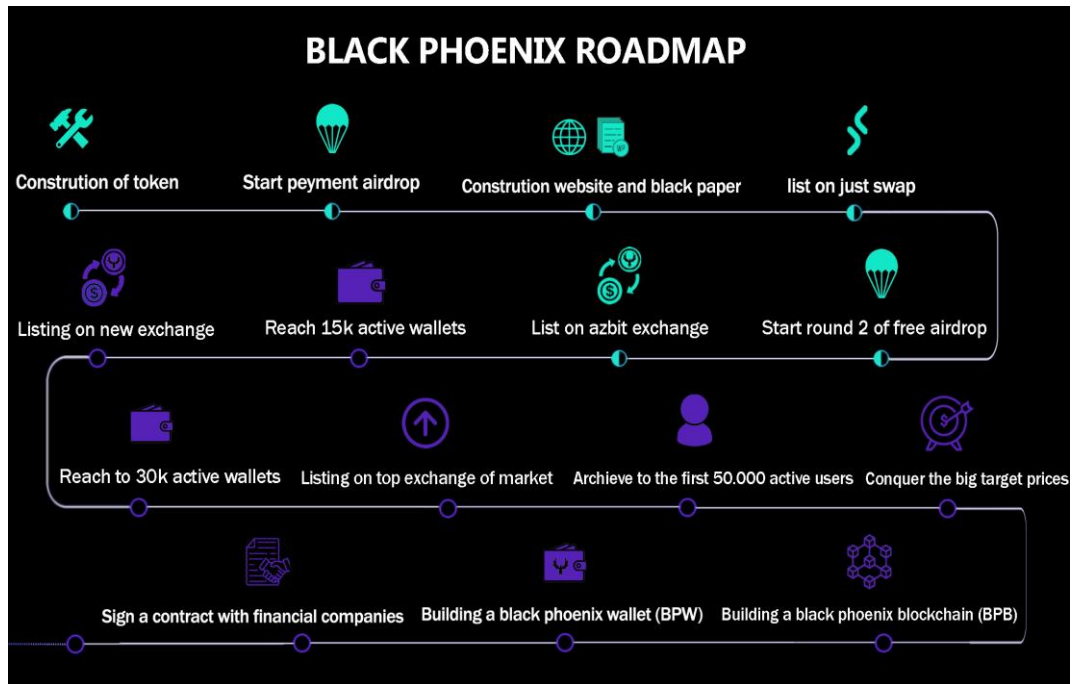 BLACK PHOENIX ROADMAP
Constrution of token
Start peyment airdrop
Constrution website and black paper
list on just swap
WP
Listing on new exchange
Reach 15k active wallets
List on azbit exchange
Start round 2 of free airdrop
Reach to 30k active wallets
Listing on top exchange of market
Archieve to the first 50.000 active users
Conquer the big target prices
Sign a contract with financial companies
Building a black phoenix wallet (BPW)
Building a black phoenix blockchain (BPB)